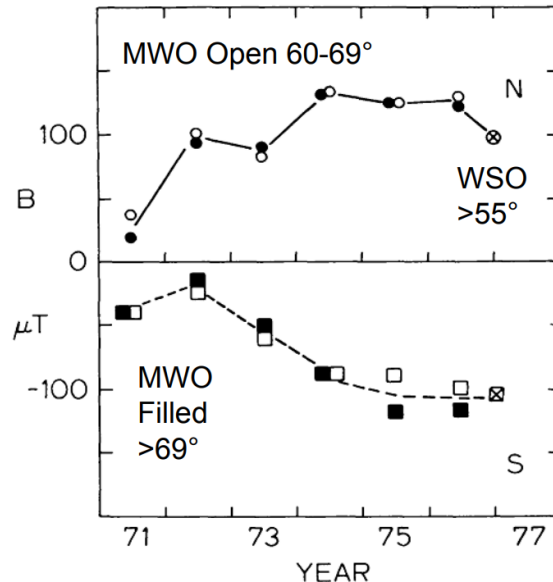 MWO Open 60-69°
N
100
WSO
>55°
B
0
μT
MWO
Filled
>69°
-100
S
71 73 75 77
YEAR